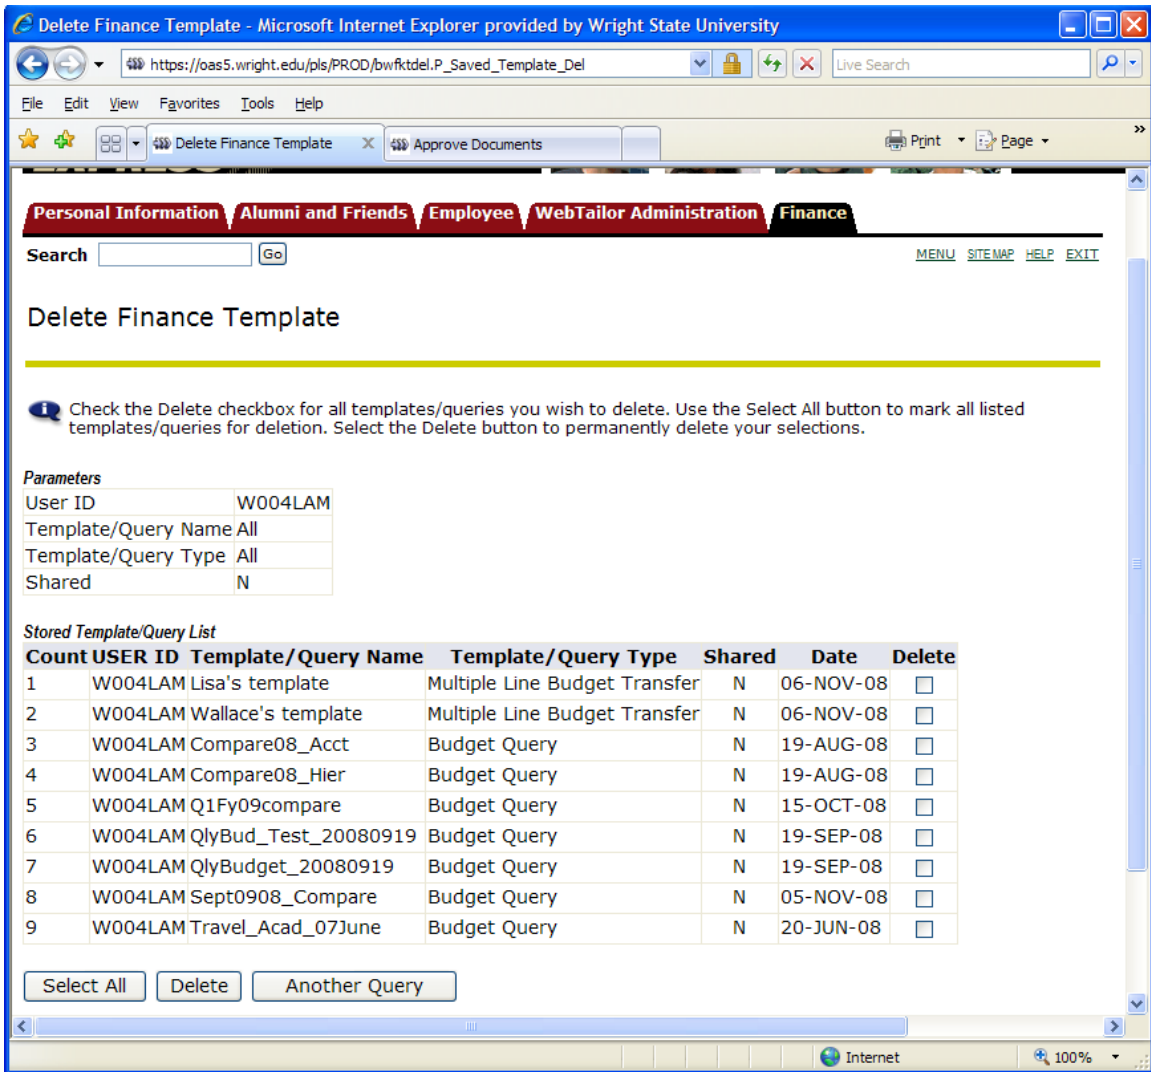 Delete Finance Template - Microsoft Internet Explorer provided by Wright State University
https://oas5.wright.edu/pls/PROD/bwfktdel.P_Saved_Template_Del Live Search
File Edit View Favorites Tools Help
Delete Finance Template X Approve Documents Print Page »
Personal Information Alumni and Friends Employee WebTailor Administration Finance
Search Go MENU SITE MAP HELP EXIT
Delete Finance Template
Check the Delete checkbox for all templates/queries you wish to delete. Use the Select All button to mark all listed
templates/queries for deletion. Select the Delete button to permanently delete your selections.
Parameters
User ID W004LAM
Template/Query Name All
Template/Query Type All
Shared N
Stored Template/Query List
Count USER ID Template/Query Name Template/Query Type Shared Date Delete
1 W004LAM Lisa's template Multiple Line Budget Transfer N 06-NOV-08
2 W004LAM Wallace's template Multiple Line Budget Transfer N 06-NOV-08
3 W004LAM Compare08_Acct Budget Query N 19-AUG-08
4 W004LAM Compare08_Hier Budget Query N 19-AUG-08
5 W004LAM Q1Fy09compare Budget Query N 15-OCT-08
6 W004LAM QlyBud_Test_20080919 Budget Query N 19-SEP-08
7 W004LAM QlyBudget_20080919 Budget Query N 19-SEP-08
8 W004LAM Sept0908_Compare Budget Query N 05-NOV-08
9 W004LAM Travel_Acad_07June Budget Query N 20-JUN-08
Select All Delete Another Query
Internet 100%